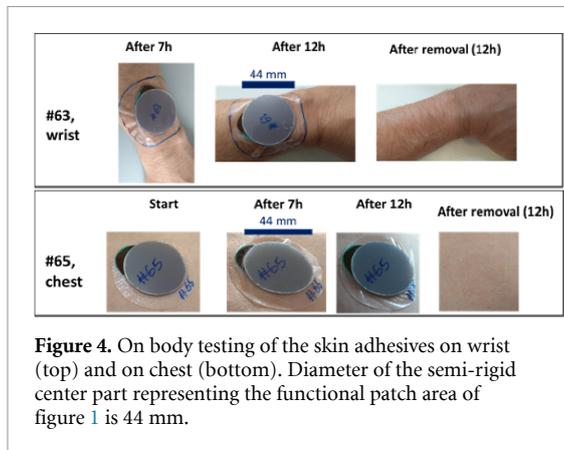 After 7h
After 12h
After removal (12h)
44 mm
#63,
wrist
Start
After 7h
After 12h
After removal (12h)
44 mm
#65,
chest
#65
#65
#65
#65
#65
Figure 4. On body testing of the skin adhesives on wrist
(top) and on chest (bottom). Diameter of the semi-rigid
center part representing the functional patch area of
figure 1 is 44 mm.